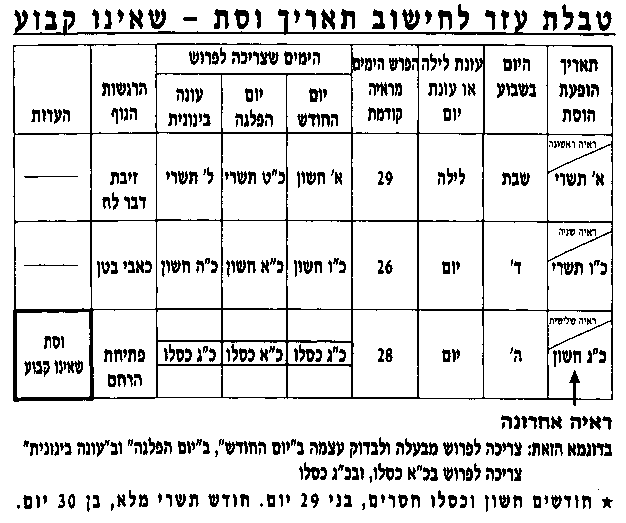 טבלת עזר לחישוב תאריך וסת – שאינו קבוע
תאריך הופעת הוסת
היום בשבוע
עונת לילה או עונת יום
הפרש הימים מראיה קודמת
הימים שצריכה לפרוש
יום החודש
יום הפלגה
עונה בינונית
הרגשות הגוף
הערות
ראיה ראשונה
א' תשרי
שבת
לילה
29
א' חשון
כ"ט תשרי
ל' תשרי
זיבת דבר לח
ראיה שניה
כ"ו תשרי
ד'
יום
26
כ"ו חשון
כ"א חשון
כ"ה חשון
כאבי בטן
ראיה שלישית
כ"ג חשון
ה'
יום
28
כ"ג כסלו
כ"א כסלו
כ"ג כסלו
פתיחת הרחם
וסת שאינו קבוע
ראיה אחרונה
בדוגמא הזאת: צריכה לפרוש מבעלה ולבדוק עצמה ב"יום החודש", ב"יום הפלגה" וב"עונה בינונית"
צריכה לפרוש בכ"א כסלו, ובכ"ג כסלו
★ חודשים חשון וכסלו חסרים, בני 29 יום. חודש תשרי מלא, בן 30 יום.